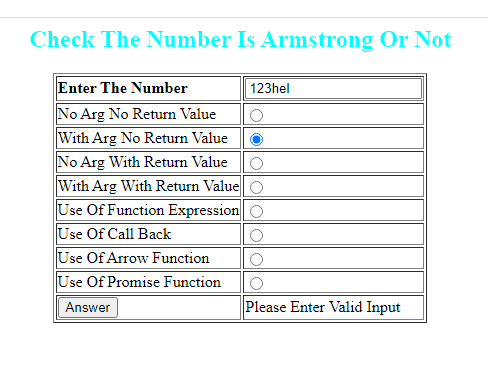 Check The Number Is Armstrong Or Not
Enter The Number 123hel
No Arg No Return Value
With Arg No Return Value
No Arg With Return Value
With Arg With Return Value
Use Of Function Expression
Use Of Call Back
Use Of Arrow Function
Use Of Promise Function
Answer Please Enter Valid Input